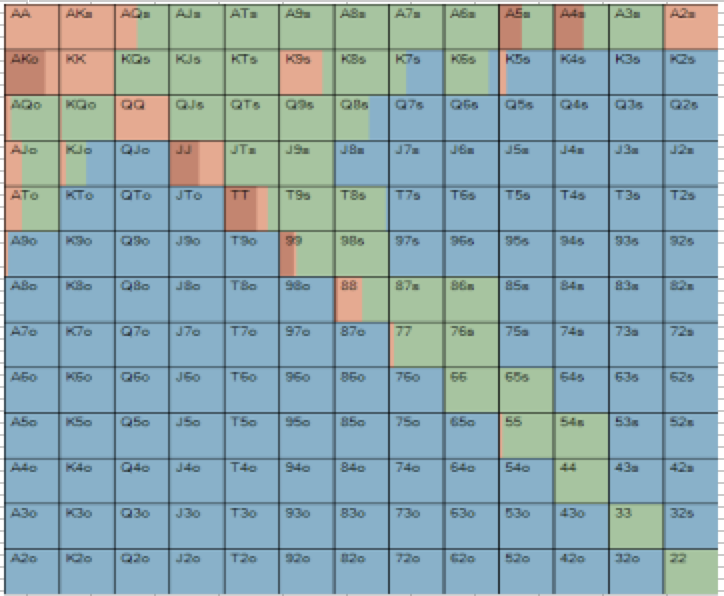 AA AKs AQs AJs ATs A9s A8s A7s A6s A5s A4s A3s A2s
AKo KK KQs KJs KTs K9s K8s K7s K6s K5s K4s K3s K2s
AQo KQo QQ QJs QTs Q9s Q8s Q7s Q6s Q5s Q4s Q3s Q2s
AJo KJo QJo JJ JTs J9s J8s J7s J6s J5s J4s J3s J2s
ATo KTo QTo JTo TT T9s T8s T7s T6s T5s T4s T3s T2s
A9o K9o Q9o J9o T9o 99 98s 97s 96s 95s 94s 93s 92s
A8o K8o Q8o J8o T8o 98o 88 87s 86s 85s 84s 83s 82s
A7o K7o Q7o J7o T7o 97o 87o 77 76s 75s 74s 73s 72s
A6o K6o Q6o J6o T6o 96o 86o 76o 66 65s 64s 63s 62s
A5o K5o Q5o J5o T5o 95o 85o 75o 65o 55 54s 53s 52s
A4o K4o Q4o J4o T4o 94o 84o 74o 64o 54o 44 43s 42s
A3o K3o Q3o J3o T3o 93o 83o 73o 63o 53o 43o 33 32s
A2o K2o Q2o J2o T2o 92o 82o 72o 62o 52o 42o 32o 22